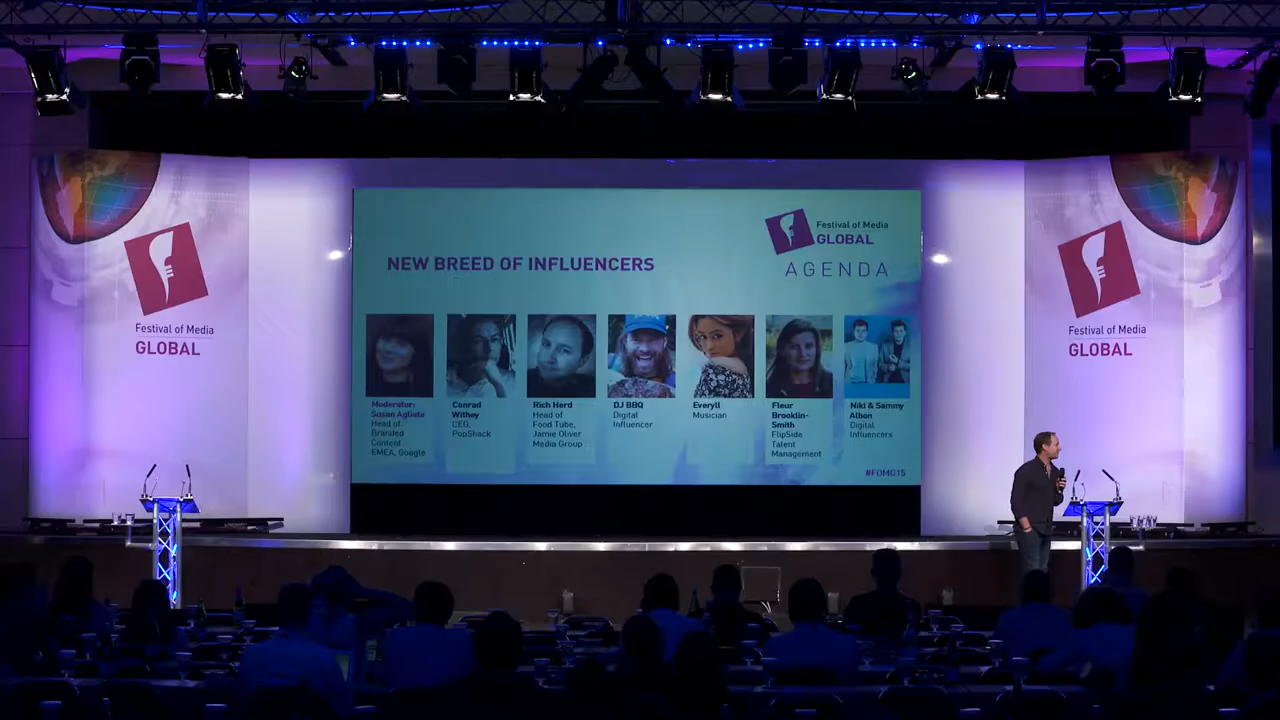 Festival of Media
GLOBAL
Festival of Media
GLOBAL
AGENDA
NEW BREED OF INFLUENCERS
Moderator:
Susan Agliata
Head of
Branded
Content
EMEA, Google
Conrad
Withey
CEO,
PopShack
Rich Herd
Head of
Food Tube,
Jamie Oliver
Media Group
DJ BBQ
Digital
Influencer
Everyll
Musician
Fleur
Brooklin-
Smith
FlipSide
Talent
Management
Niki & Sammy
Albon
Digital
Influencers
#FOMG15
Festival of Media
GLOBAL